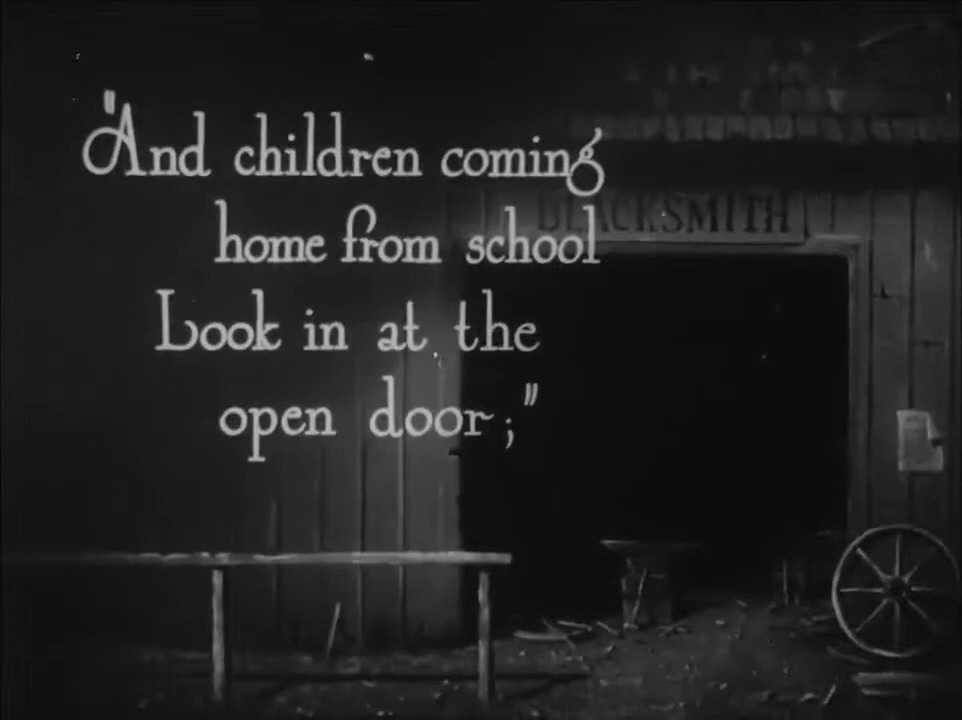 "And children coming
home from school
Look in at the
open door;"
BLACKSMITH